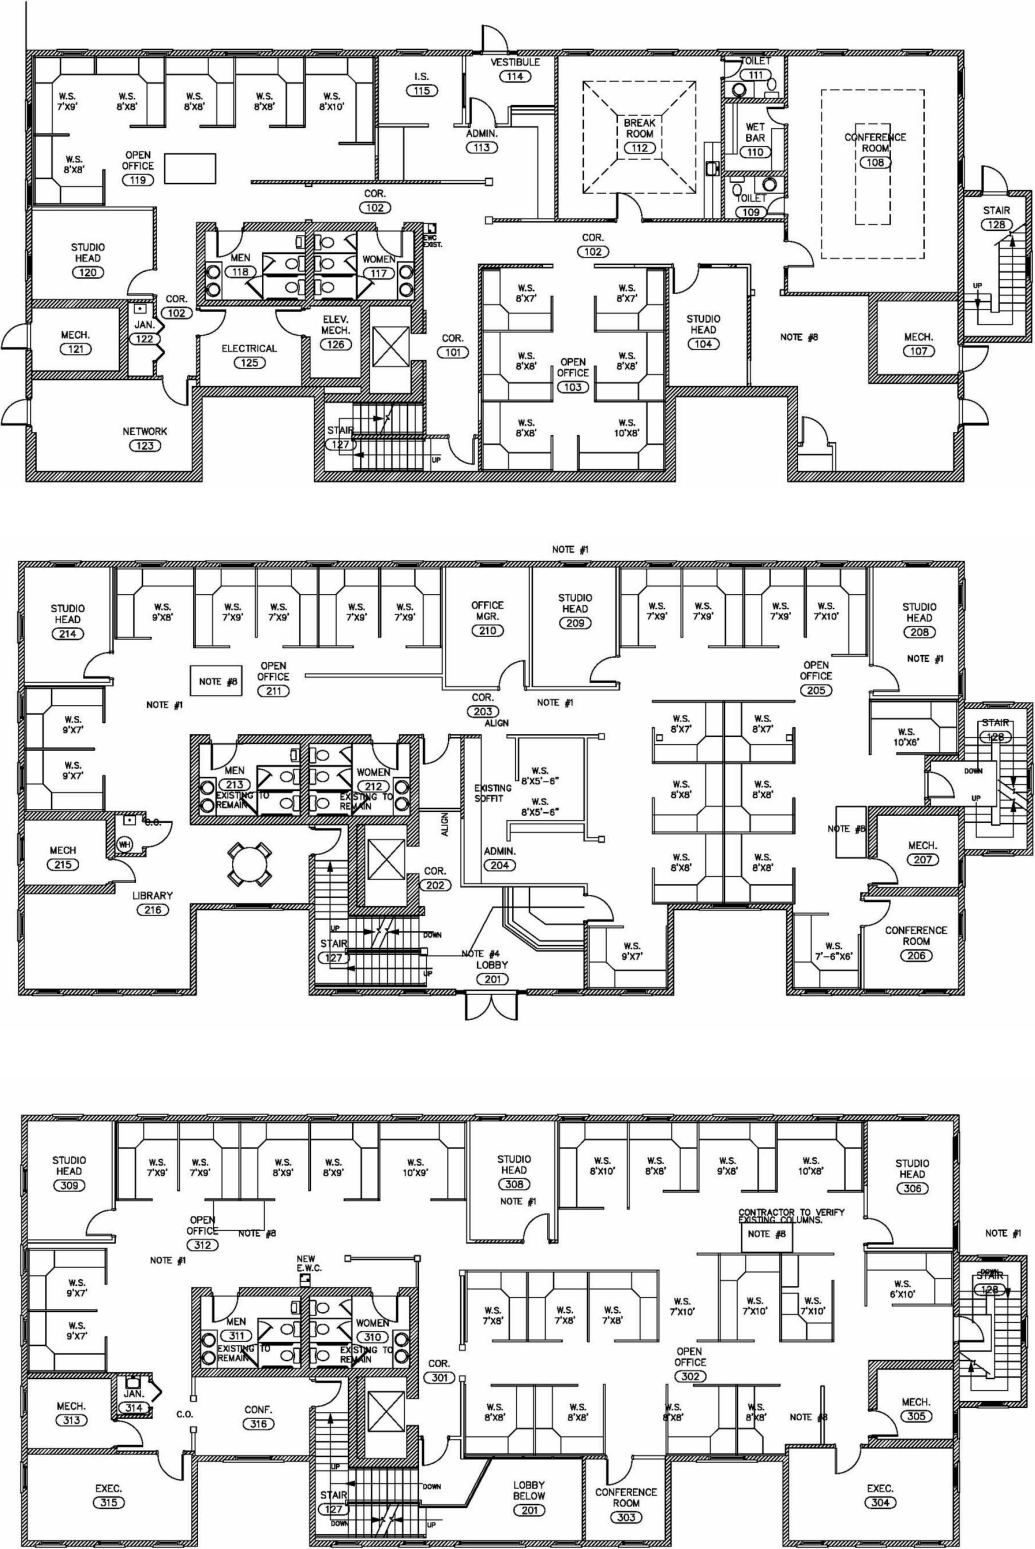 VESTIBULE
114
TOILET
111
I.S.
115
W.S.
7'X9'
W.S.
8'X8'
W.S.
8'X8'
W.S.
8'X8'
W.S.
8'X10'
BREAK
ROOM
112
WET
BAR
110
ADMIN.
113
CONFERENCE
ROOM
108
W.S.
8'X8'
OPEN
OFFICE
119
COR.
102
TOILET
109
STAIR
128
EWC
EXIST.
STUDIO
HEAD
120
MEN
118
WOMEN
117
COR.
102
W.S.
8'X7'
W.S.
8'X7'
UP
COR.
102
MECH.
121
JAN.
122
ELECTRICAL
125
ELEV.
MECH.
126
COR.
101
STUDIO
HEAD
104
NOTE #8
MECH.
107
W.S.
8'X8'
W.S.
8'X8'
OPEN
OFFICE
103
NETWORK
123
STAIR
127
UP
W.S.
8'X8'
W.S.
10'X8'
NOTE #1
STUDIO
HEAD
214
W.S.
9'X8'
W.S.
7'X9'
W.S.
7'X9'
W.S.
7'X9'
W.S.
7'X9'
OFFICE
MGR.
210
STUDIO
HEAD
209
W.S.
7'X9'
W.S.
7'X9'
W.S.
7'X9'
W.S.
7'X10'
STUDIO
HEAD
208
NOTE #1
OPEN
OFFICE
211
NOTE #8
OPEN
OFFICE
205
NOTE #1
COR.
203
NOTE #1
ALIGN
W.S.
9'X7'
W.S.
8'X7'
W.S.
8'X7'
W.S.
10'X6'
STAIR
128
W.S.
9'X7'
MEN
213
WOMEN
212
EXISTING TO
REMAIN
EXISTING TO
REMAIN
EXISTING
SOFFIT
W.S.
8'X5'-6"
W.S.
8'X5'-6"
W.S.
8'X8'
W.S.
8'X8'
DOWN
UP
C.O.
WH
ALIGN
NOTE #8
MECH
215
ADMIN.
204
MECH.
207
COR.
202
W.S.
8'X8'
W.S.
8'X8'
LIBRARY
216
UP
DOWN
STAIR
127
UP
NOTE #4
LOBBY
201
W.S.
9'X7'
W.S.
7'-6"X6'
CONFERENCE
ROOM
206
STUDIO
HEAD
309
W.S.
7'X9'
W.S.
7'X9'
W.S.
8'X9'
W.S.
8'X9'
W.S.
10'X9'
STUDIO
HEAD
308
NOTE #1
W.S.
8'X10'
W.S.
8'X8'
W.S.
9'X8'
W.S.
10'X8'
STUDIO
HEAD
306
OPEN
OFFICE
312
NOTE #8
CONTRACTOR TO VERIFY
EXISTING COLUMNS.
NOTE #8
NOTE #1
NOTE #1
NEW
E.W.C.
W.S.
9'X7'
W.S.
6'X10'
DOWN
STAIR
128
W.S.
7'X8'
W.S.
7'X8'
W.S.
7'X8'
W.S.
7'X10'
W.S.
7'X10'
W.S.
7'X10'
W.S.
9'X7'
MEN
311
WOMEN
310
EXISTING TO
REMAIN
EXISTING TO
REMAIN
OPEN
OFFICE
302
COR.
301
MECH.
313
JAN.
314
C.O.
CONF.
316
W.S.
8'X8'
W.S.
8'X8'
W.S.
8'X8'
W.S.
8'X8'
NOTE #8
MECH.
305
UP
DOWN
EXEC.
315
STAIR
127
DOWN
UP
LOBBY
BELOW
201
CONFERENCE
ROOM
303
EXEC.
304